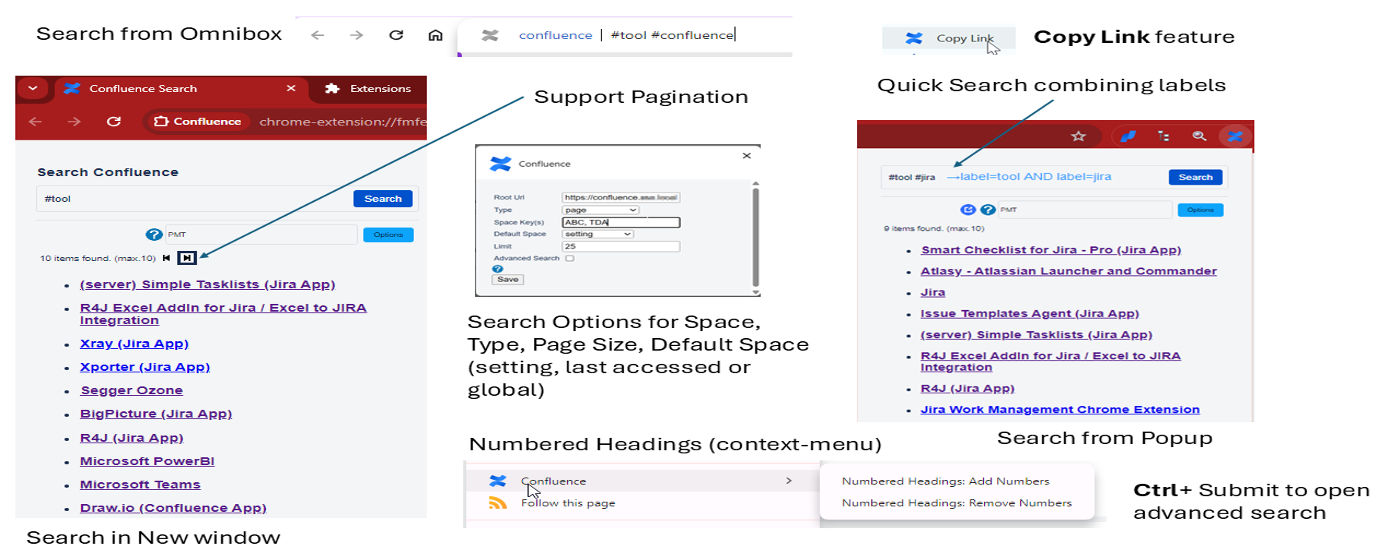 Search from Omnibox
confluence | #tool #confluence
Copy Link
Copy Link feature
Confluence Search
Extensions
Confluence chrome-extension://fmfe
Search Confluence
#tool
Search
PMT
Options
10 items found. (max.10)
(server) Simple Tasklists (Jira App)
R4J Excel AddIn for Jira / Excel to JIRA
Integration
Xray (Jira App)
Xporter (Jira App)
Segger Ozone
BigPicture (Jira App)
R4J (Jira App)
Microsoft PowerBI
Microsoft Teams
Draw.io (Confluence App)
Search in New window
Support Pagination
Confluence
Root Url https://confluence.
Type page
Space Key(s) ABC, TDA
Default Space setting
Limit 25
Advanced Search
Save
Search Options for Space,
Type, Page Size, Default Space
(setting, last accessed or
global)
Quick Search combining labels
#tool #jira
label=tool AND label=jira
Search
PMT
Options
9 items found. (max.10)
Smart Checklist for Jira - Pro (Jira App)
Atlasy - Atlassian Launcher and Commander
Jira
Issue Templates Agent (Jira App)
(server) Simple Tasklists (Jira App)
R4J Excel AddIn for Jira / Excel to JIRA
Integration
R4J (Jira App)
Jira Work Management Chrome Extension
Search from Popup
Numbered Headings (context-menu)
Confluence
Follow this page
Numbered Headings: Add Numbers
Numbered Headings: Remove Numbers
Ctrl+ Submit to open
advanced search